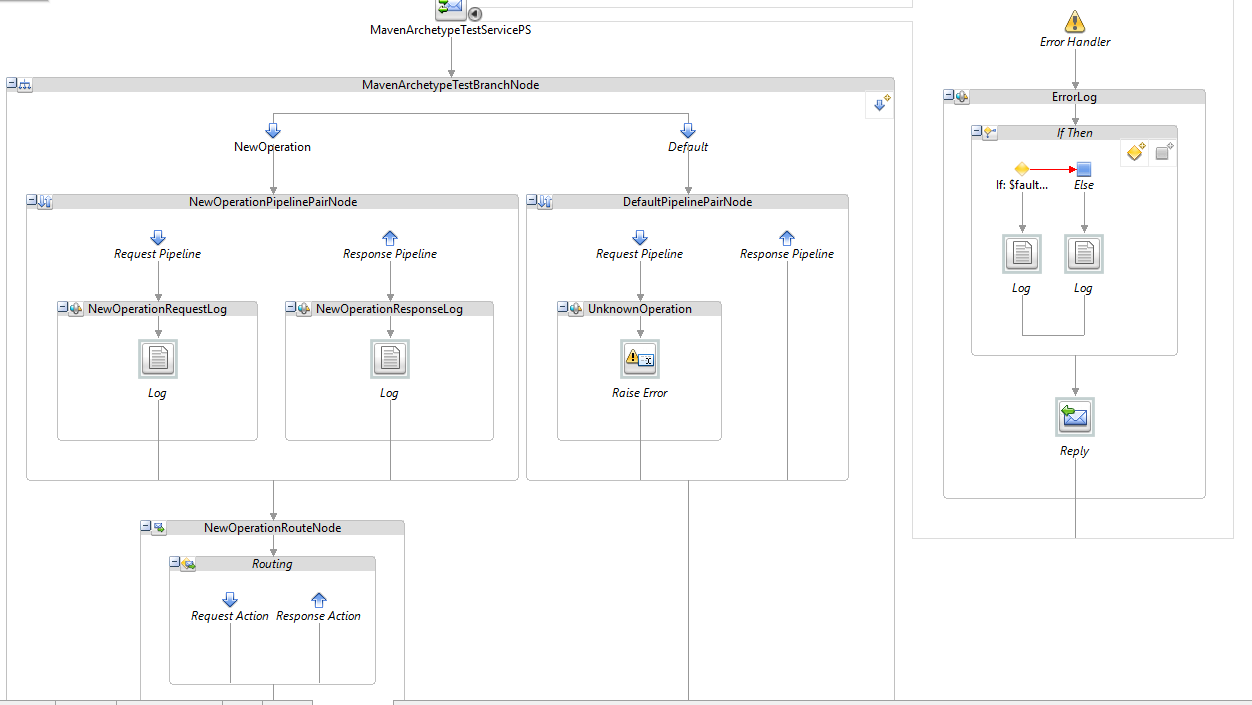 MavenArchetypeTestServicePS
Error Handler
MavenArchetypeTestBranchNode
ErrorLog
If Then
NewOperation
Default
If: $fault...
Else
NewOperationPipelinePairNode
DefaultPipelinePairNode
Request Pipeline
Response Pipeline
Request Pipeline
Response Pipeline
Log
Log
NewOperationRequestLog
NewOperationResponseLog
UnknownOperation
Log
Log
Raise Error
Reply
NewOperationRouteNode
Routing
Request Action
Response Action